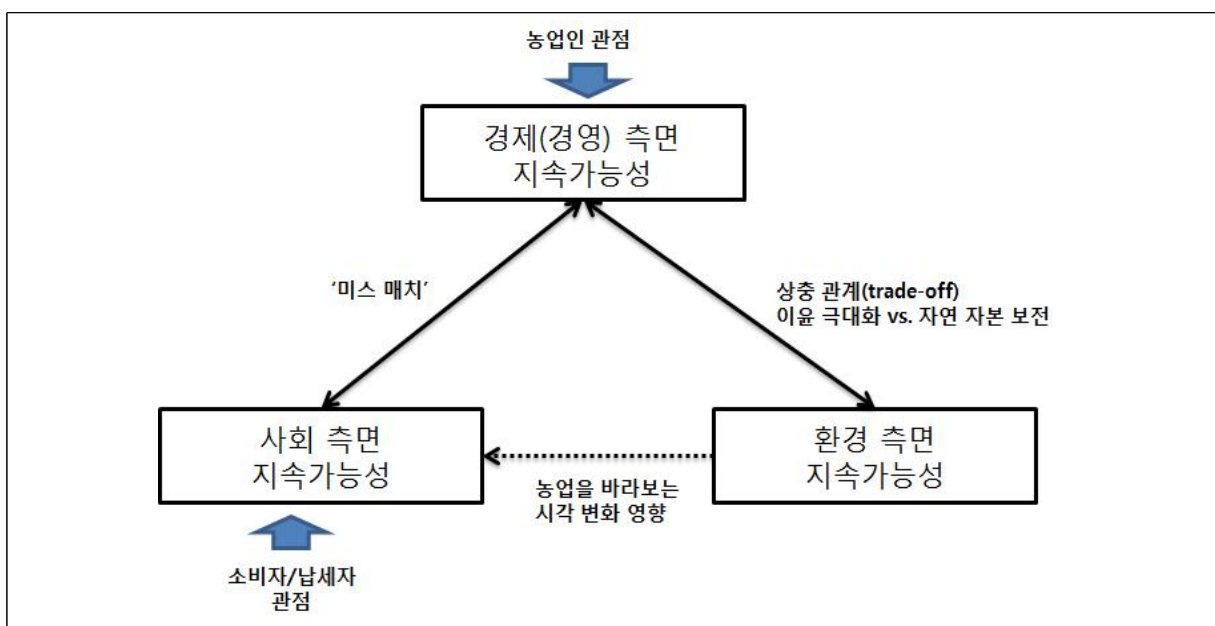 농업인 관점
경제(경영) 측면
지속가능성
‘미스 매치’
상충 관계(trade-off)
이윤 극대화 vs. 자연 자본 보전
사회 측면
지속가능성
환경 측면
지속가능성
농업을 바라보는
시각 변화 영향
소비자/납세자
관점